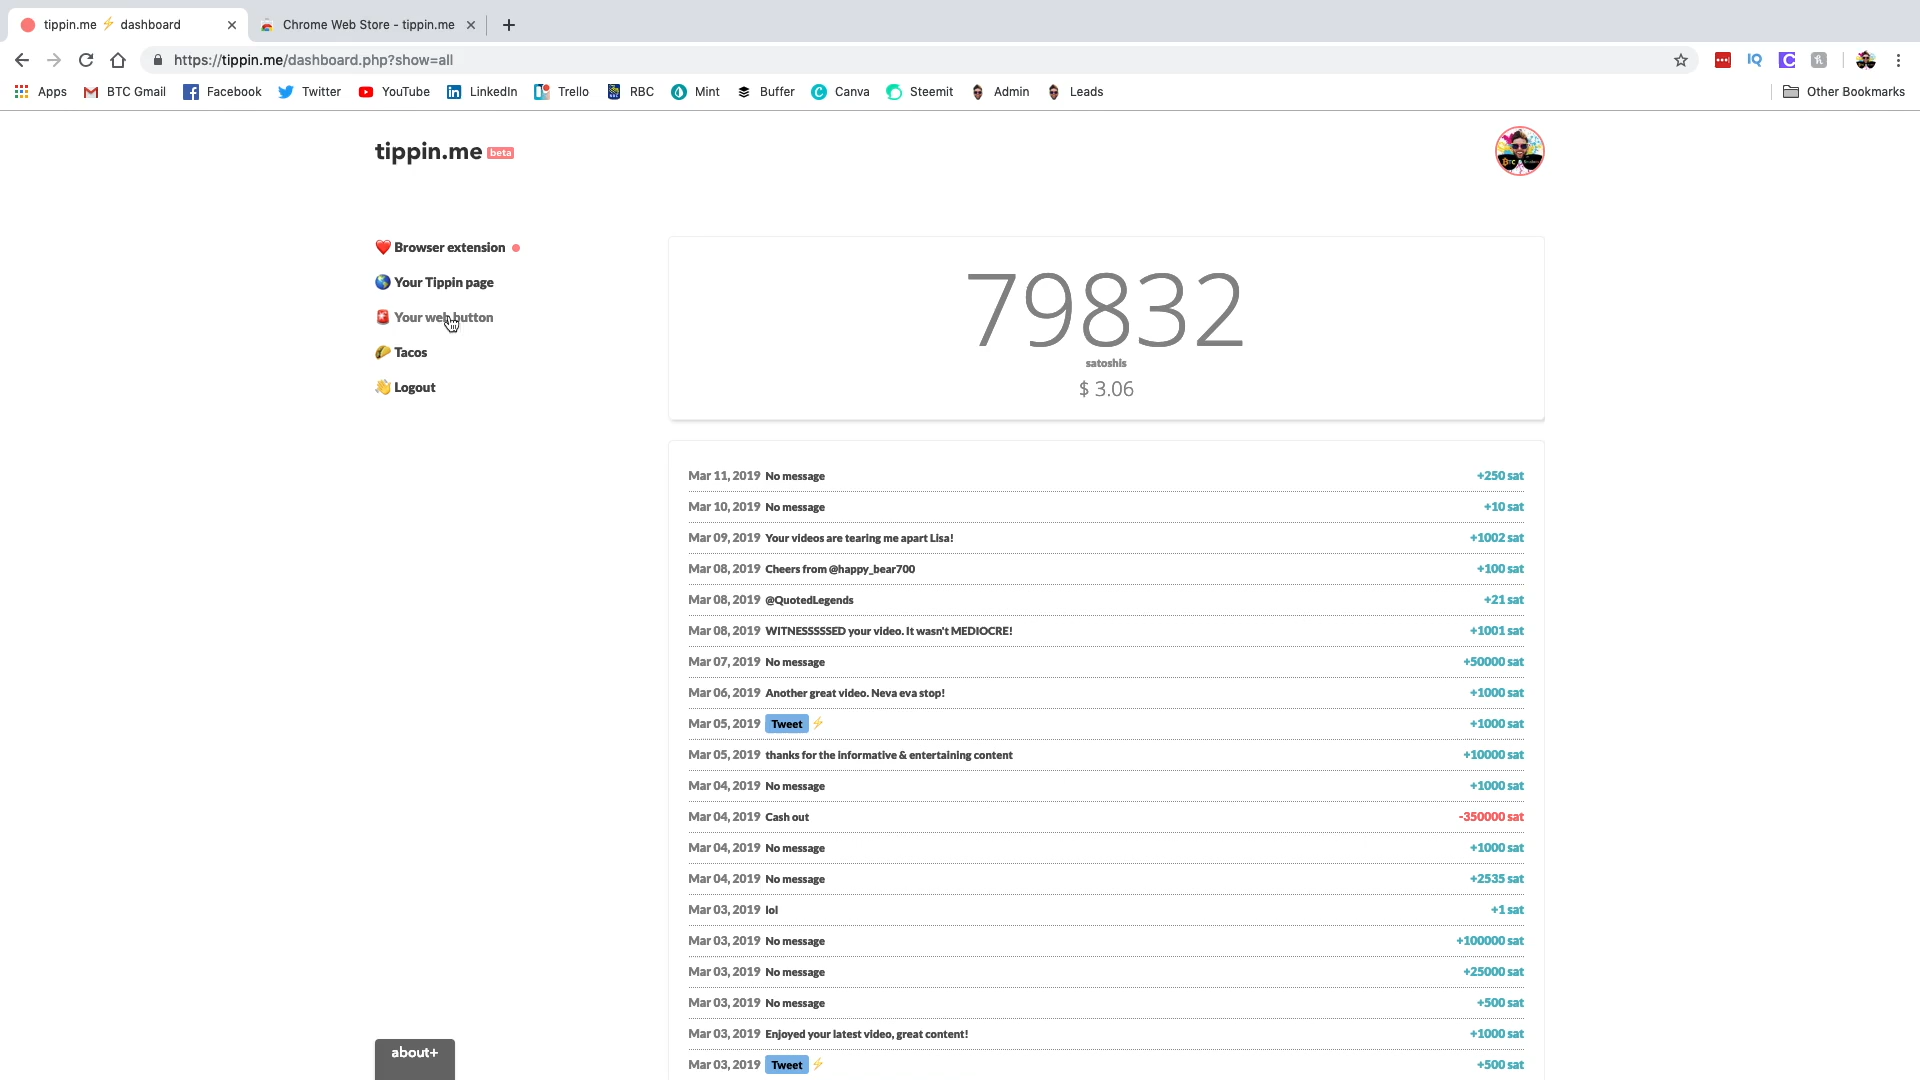 tippin.me ⚡ dashboard
Chrome Web Store - tippin.me
https://tippin.me/dashboard.php?show=all
Apps
BTC Gmail
Facebook
Twitter
YouTube
LinkedIn
Trello
RBC
Mint
Buffer
Canva
Steemit
Admin
Leads
Other Bookmarks
tippin.me beta
Browser extension
Your Tippin page
Your web button
Tacos
Logout
79832
satoshis
$ 3.06
Mar 11, 2019 No message +250 sat
Mar 10, 2019 No message +10 sat
Mar 09, 2019 Your videos are tearing me apart Lisa! +1002 sat
Mar 08, 2019 Cheers from @happy_bear700 +100 sat
Mar 08, 2019 @QuotedLegends +21 sat
Mar 08, 2019 WITNESSSSSED your video. It wasn't MEDIOCRE! +1001 sat
Mar 07, 2019 No message +50000 sat
Mar 06, 2019 Another great video. Neva eva stop! +1000 sat
Mar 05, 2019 Tweet ⚡ +1000 sat
Mar 05, 2019 thanks for the informative & entertaining content +10000 sat
Mar 04, 2019 No message +1000 sat
Mar 04, 2019 Cash out -350000 sat
Mar 04, 2019 No message +1000 sat
Mar 04, 2019 No message +2535 sat
Mar 03, 2019 lol +1 sat
Mar 03, 2019 No message +100000 sat
Mar 03, 2019 No message +25000 sat
Mar 03, 2019 No message +500 sat
Mar 03, 2019 Enjoyed your latest video, great content! +1000 sat
Mar 03, 2019 Tweet ⚡ +500 sat
about+